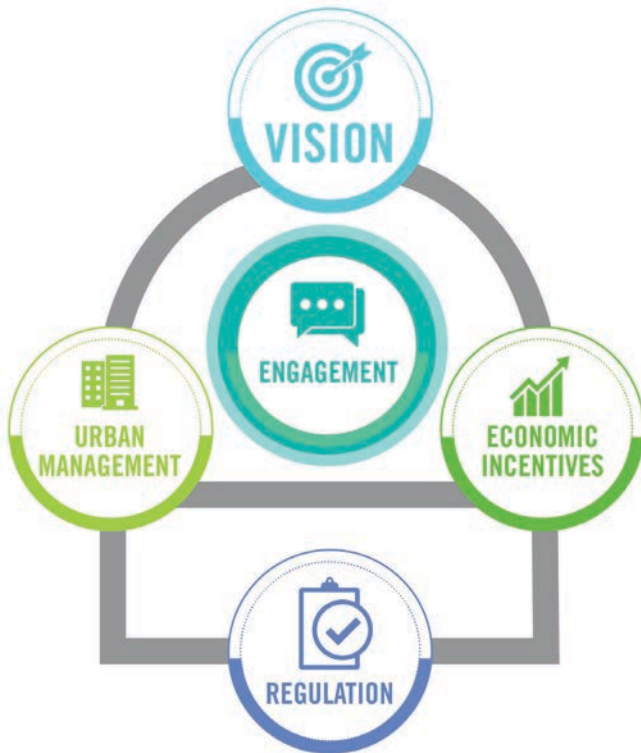 VISION
ENGAGEMENT
URBAN
MANAGEMENT
ECONOMIC
INCENTIVES
REGULATION